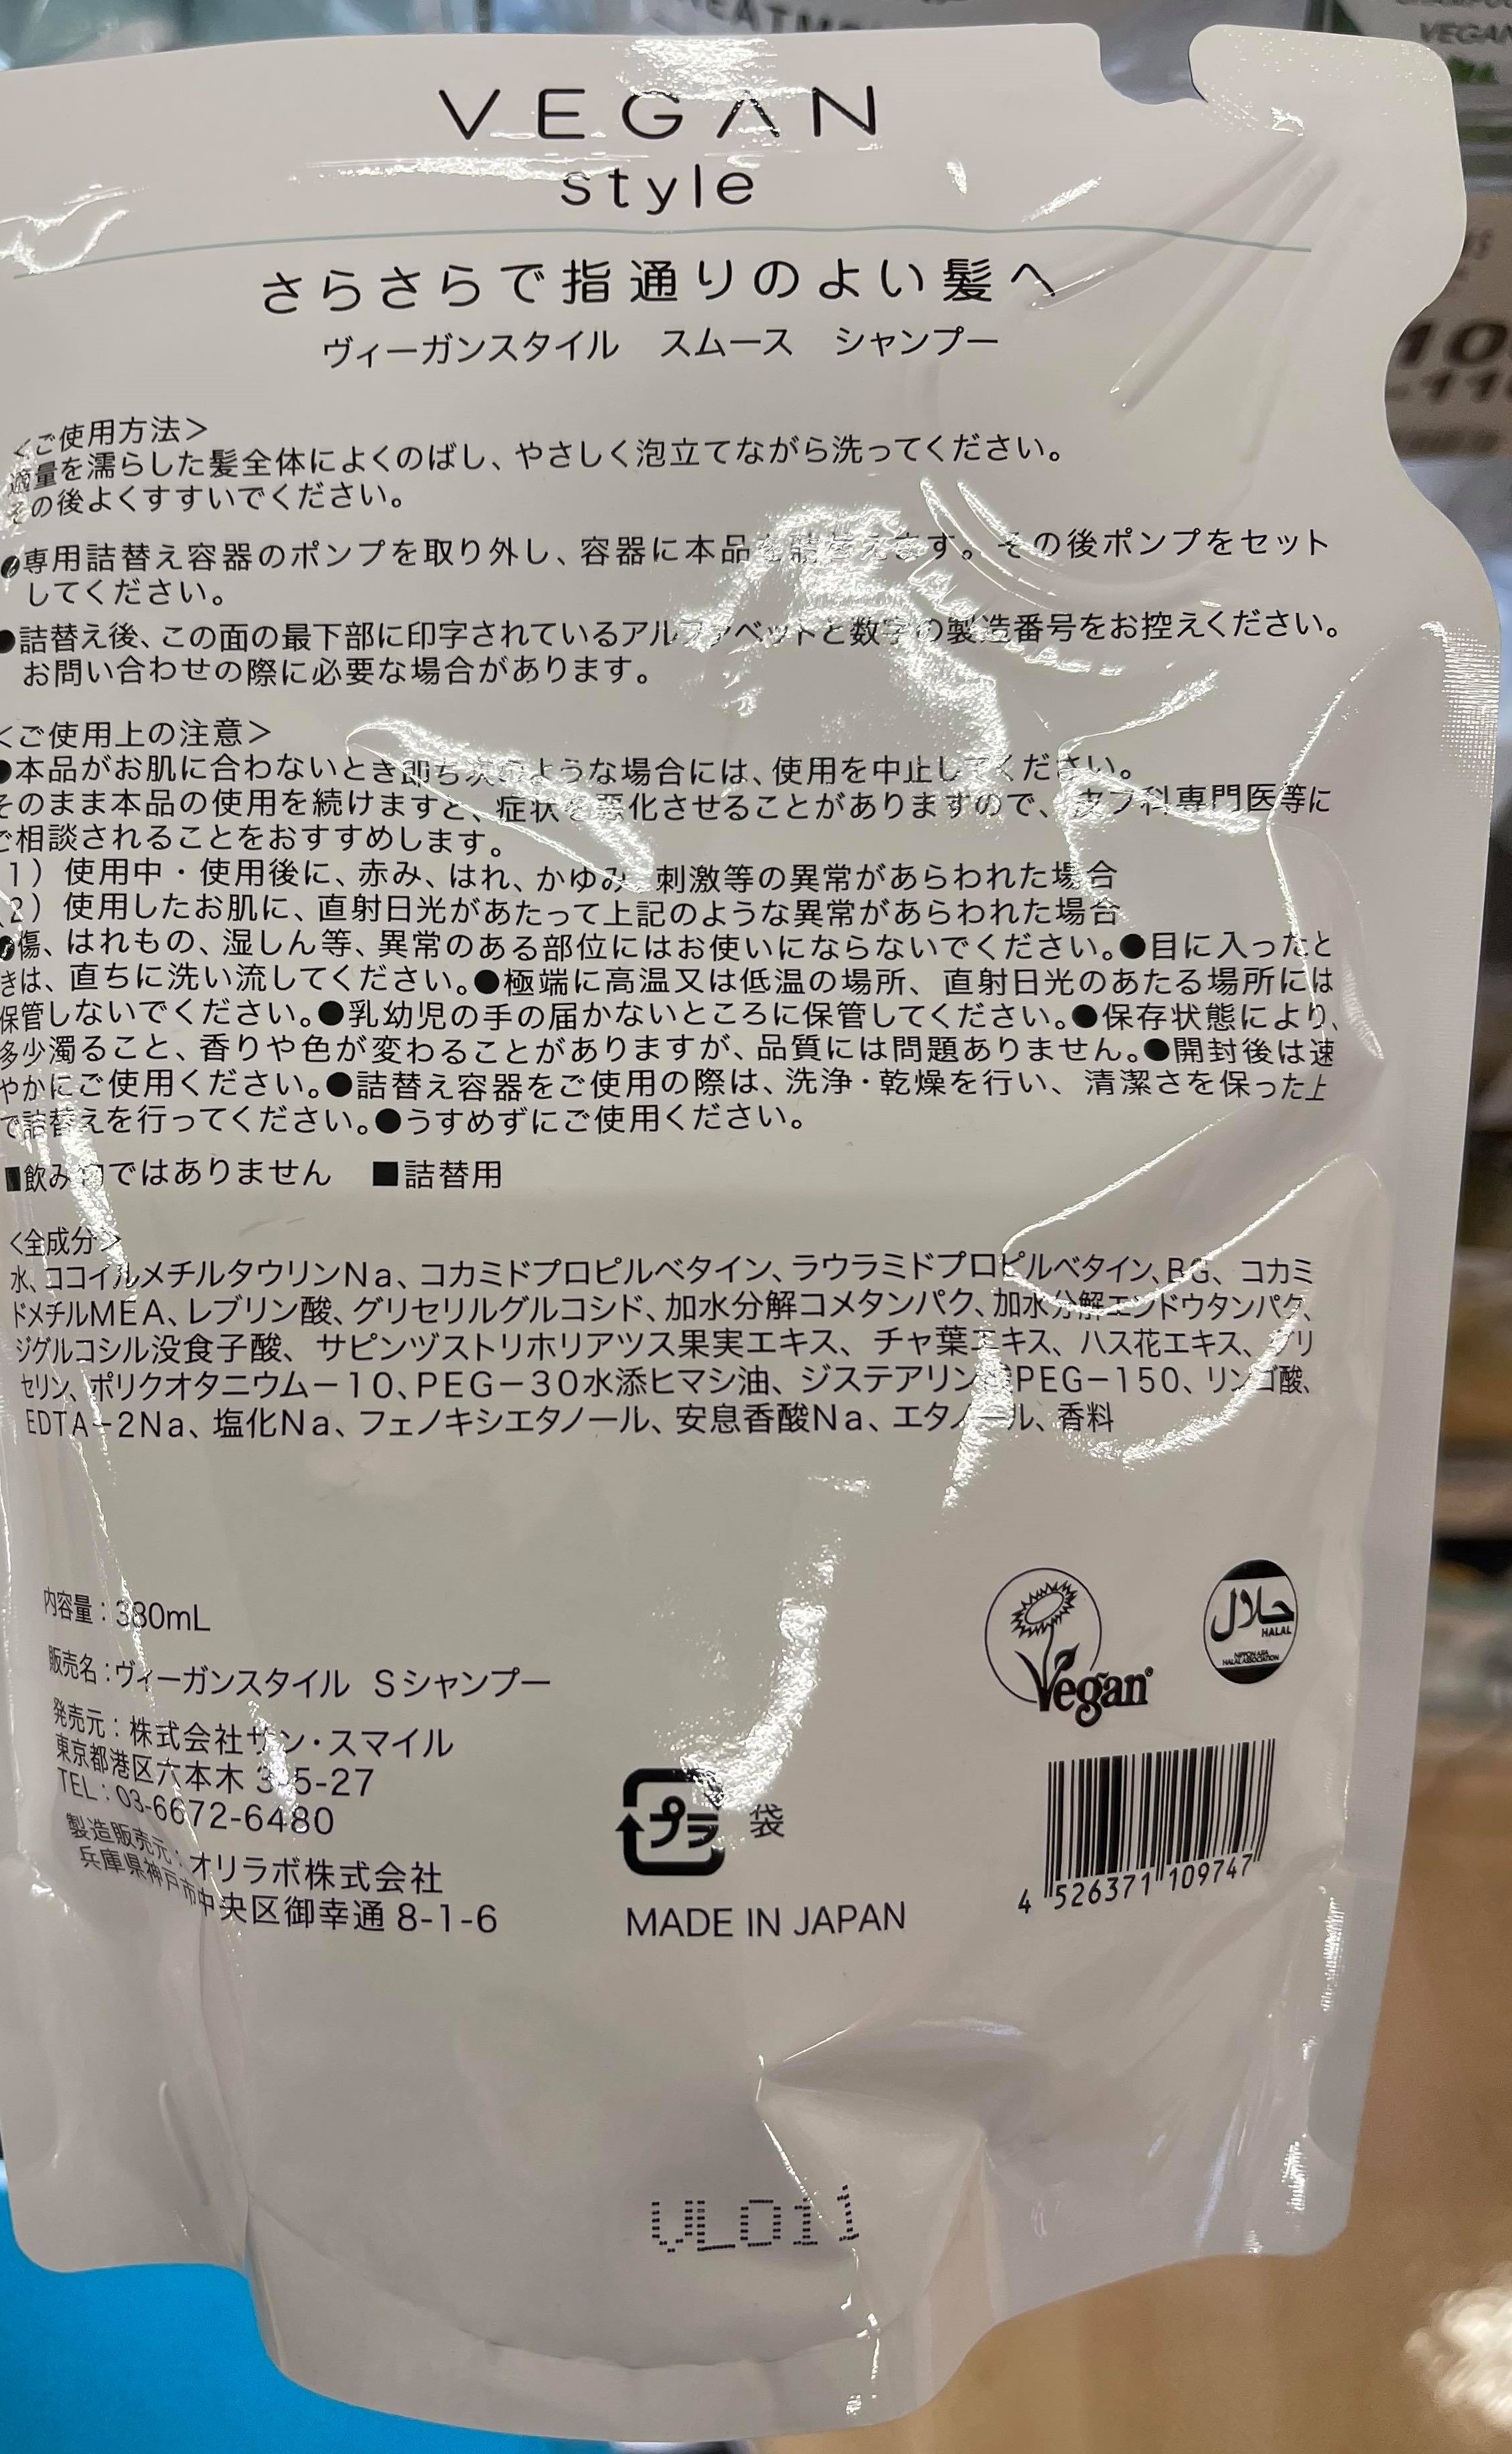 VEGAN
style
さらさらで指通りのよい髪へ
ヴィーガンスタイル スムース シャンプー
＜ご使用方法＞
適量を濡らした髪全体によくのばし、やさしく泡立てながら洗ってください。
その後よくすすいでください。
●専用詰替え容器のポンプを取り外し、容器に本品を詰替えます。その後ポンプをセット
してください。
●詰替え後、この面の最下部に印字されているアルファベットと数字の製造番号をお控えください。
お問い合わせの際に必要な場合があります。
＜ご使用上の注意＞
●本品がお肌に合わないとき即ち次のような場合には、使用を中止してください。
そのまま本品の使用を続けますと、症状を悪化させることがありますので、皮フ科専門医等に
ご相談されることをおすすめします。
(1）使用中・使用後に、赤み、はれ、かゆみ、刺激等の異常があらわれた場合
(2）使用したお肌に、直射日光があたって上記のような異常があらわれた場合
●傷、はれもの、湿しん等、異常のある部位にはお使いにならないでください。●目に入ったと
きは、直ちに洗い流してください。●極端に高温又は低温の場所、直射日光のあたる場所には
保管しないでください。●乳幼児の手の届かないところに保管してください。●保存状態により、
多少濁ること、香りや色が変わることがありますが、品質には問題ありません。●開封後は速
やかにご使用ください。●詰替え容器をご使用の際は、洗浄・乾燥を行い、清潔さを保った上
で詰替えを行ってください。●うすめずにご使用ください。
■飲み物ではありません ■詰替用
＜全成分＞
水、ココイルメチルタウリンNa、コカミドプロピルベタイン、ラウラミドプロピルベタイン、BG、コカミ
ドメチルMEA、レブリン酸、グリセリルグルコシド、加水分解コメタンパク、加水分解エンドウタンパク、
ジグルコシル没食子酸、サピンヅストリホリアツス果実エキス、チャ葉エキス、ハス花エキス、グリ
セリン、ポリクオタニウム－10、PEG－30水添ヒマシ油、ジステアリン酸PEG－150、リンゴ酸、
EDTA－2Na、塩化Na、フェノキシエタノール、安息香酸Na、エタノール、香料
内容量：380mL
販売名：ヴィーガンスタイル Sシャンプー
発売元：株式会社サン・スマイル
東京都港区六本木 3-5-27
TEL：03-6672-6480
製造販売元：オリラボ株式会社
兵庫県神戸市中央区御幸通 8-1-6
プラ 袋
MADE IN JAPAN
Vegan®
حلال
HALAL
NIPPON ASIA
HALAL ASSOCIATION
4 526371 109747
VL011
VEGAN